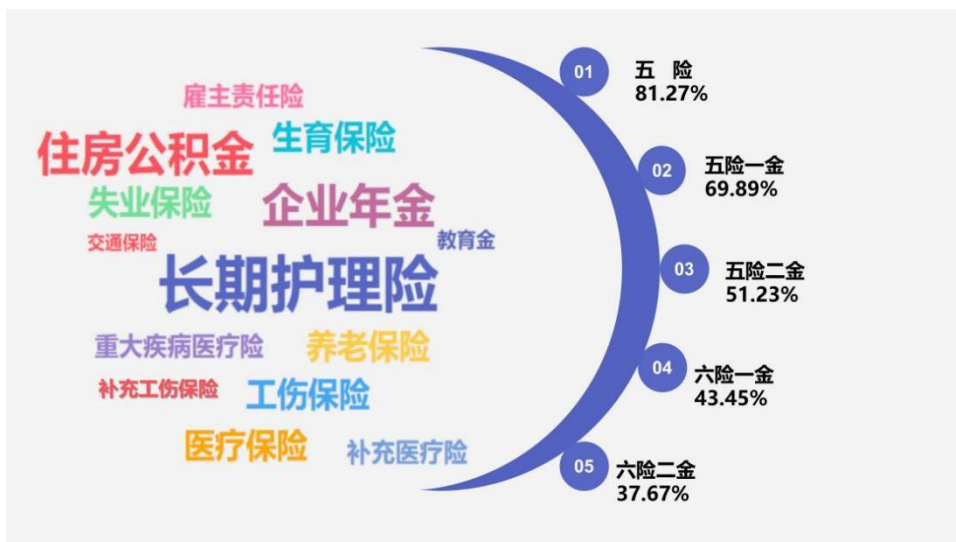 雇主责任险
住房公积金
生育保险
失业保险
企业年金
交通保险
教育金
长期护理险
重大疾病医疗险
养老保险
补充工伤保险
工伤保险
医疗保险
补充医疗险
01
五 险
81.27%
02
五险一金
69.89%
03
五险二金
51.23%
04
六险一金
43.45%
05
六险二金
37.67%